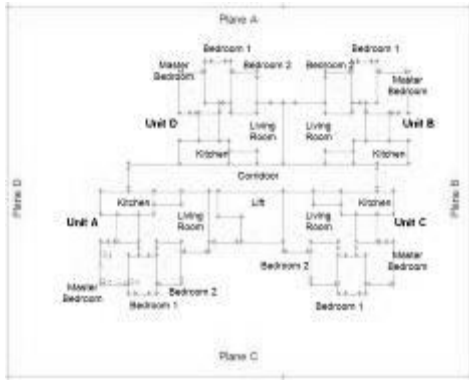 Plane A
Bedroom 1
Bedroom 1
Master
Bedroom
Bedroom 2
Bedroom 2
Master
Bedroom
Unit D
Living
Room
Living
Room
Unit B
Kitchen
Kitchen
Corridoor
Plane D
Plane B
Kitchen
Living
Room
Lift
Living
Room
Kitchen
Unit A
Unit C
Master
Bedroom
Bedroom 2
Bedroom 1
Bedroom 2
Master
Bedroom
Bedroom 1
Plane C